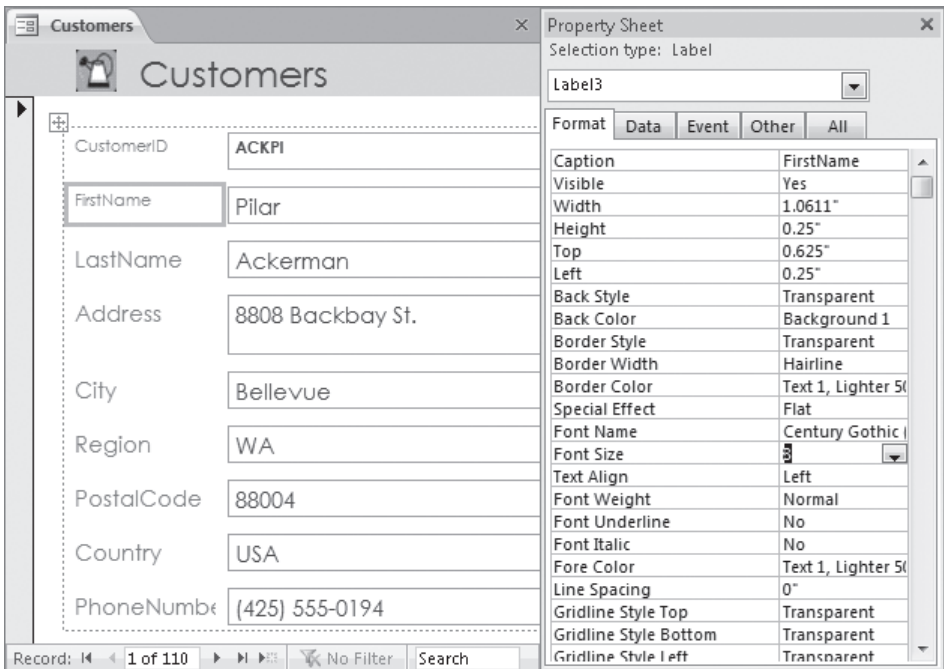 Customers
Customers
CustomerID ACKPI
FirstName Pilar
LastName Ackerman
Address 8808 Backbay St.
City Bellevue
Region WA
PostalCode 88004
Country USA
PhoneNumbe (425) 555-0194
Record: 1 of 110 No Filter Search
Property Sheet
Selection type: Label
Label3
Format Data Event Other All
Caption FirstName
Visible Yes
Width 1.0611"
Height 0.25"
Top 0.625"
Left 0.25"
Back Style Transparent
Back Color Background 1
Border Style Transparent
Border Width Hairline
Border Color Text 1, Lighter 50
Special Effect Flat
Font Name Century Gothic (
Font Size 8
Text Align Left
Font Weight Normal
Font Underline No
Font Italic No
Fore Color Text 1, Lighter 50
Line Spacing 0"
Gridline Style Top Transparent
Gridline Style Bottom Transparent
Gridline Style Left Transparent